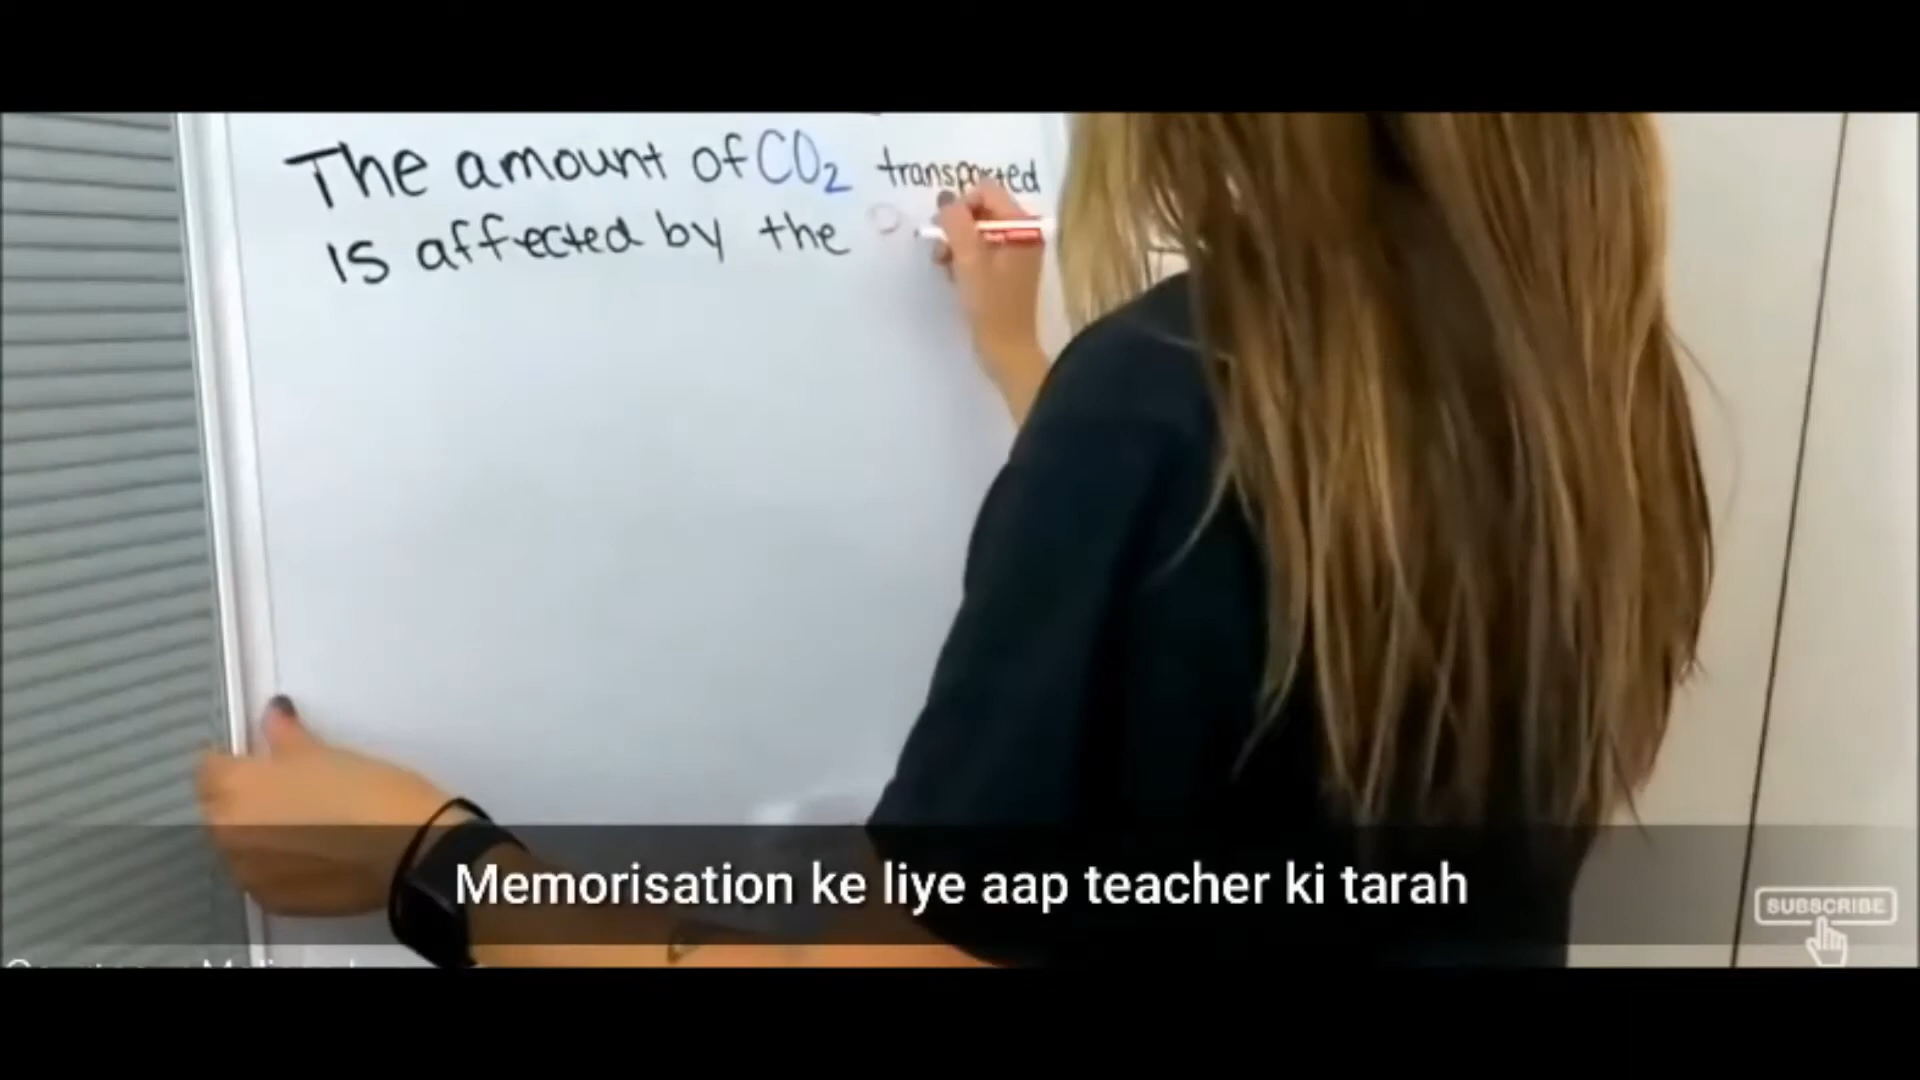 The amount of CO₂ transported
is affected by the
Memorisation ke liye aap teacher ki tarah
SUBSCRIBE